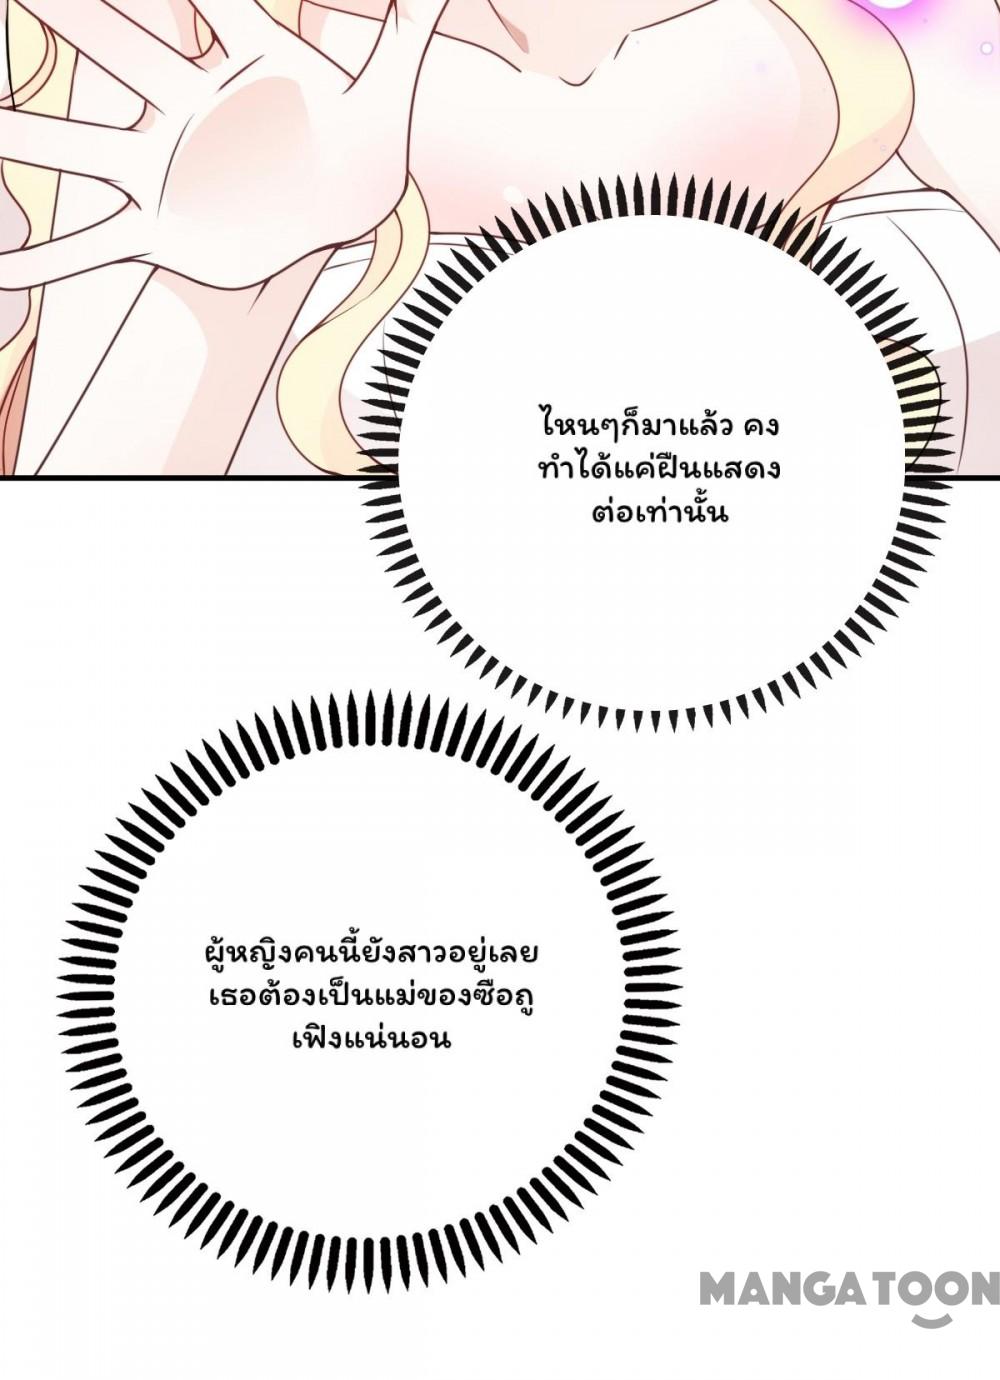 ไหนๆก็มาแล้ว คง
ทำได้แค่ฝืนแสดง
ต่อเท่านั้น
ผู้หญิงคนนี้ยังสาวอยู่เลย
เธอต้องเป็นแม่ของซือถู
เฟิงแน่นอน
MANGATOON